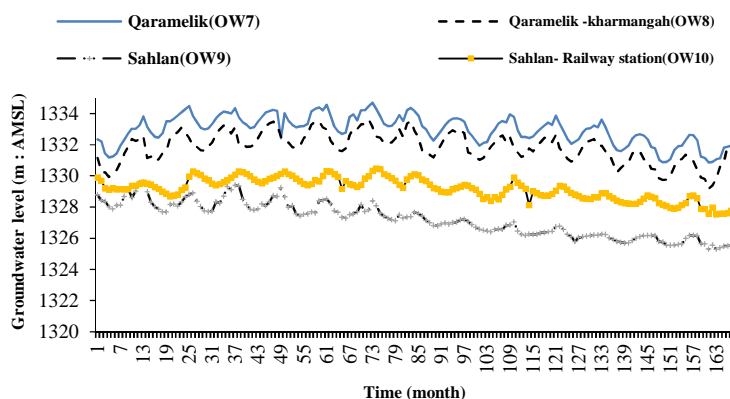 Qaramelik(OW7)
Qaramelik -kharmangah(OW8)
Sahlan(OW9)
Sahlan- Railway station(OW10)
Groundwater level (m : AMSL)
1334
1332
1330
1328
1326
1324
1322
1320
1 7 13 19 25 31 37 43 49 55 61 67 73 79 85 91 97 103 109 115 121 127 133 139 145 151 157 163
Time (month)